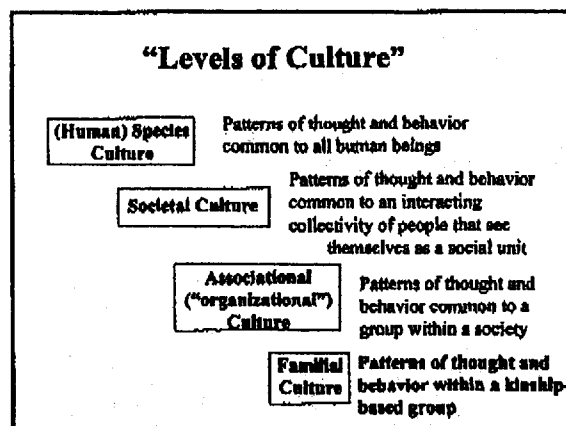 “Levels of Culture”
(Human) Species
Culture
Patterns of thought and behavior
common to all human beings
Societal Culture
Patterns of thought and behavior
common to an interacting
collectivity of people that see
themselves as a social unit
Associational
(“organizational”)
Culture
Patterns of thought and
behavior common to a
group within a society
Familial
Culture
Patterns of thought and
behavior within a kinship-
based group